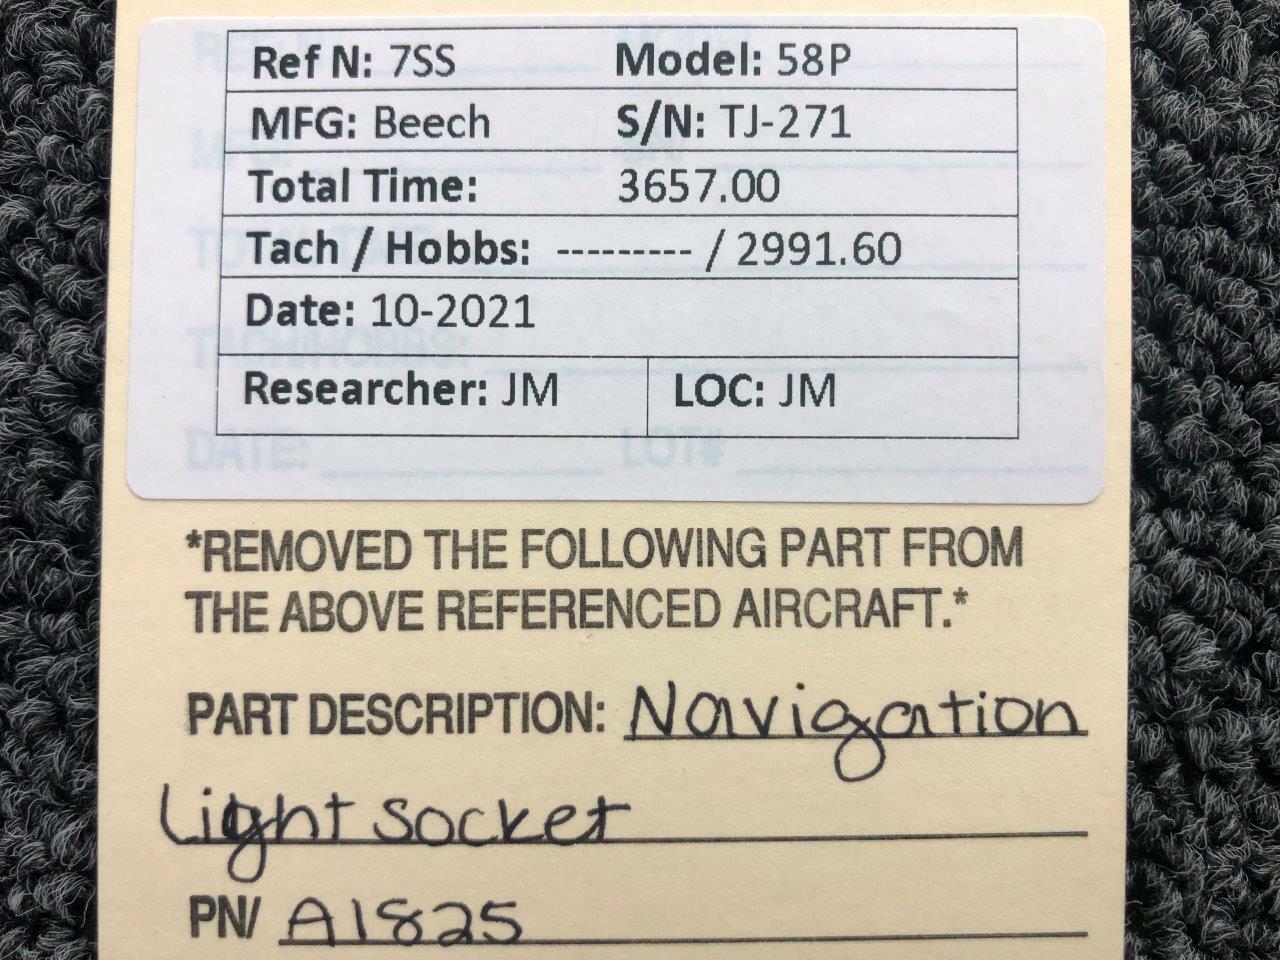 Ref N: 7SS Model: 58P
MFG: Beech S/N: TJ-271
Total Time: 3657.00
Tach / Hobbs: --------- / 2991.60
Date: 10-2021
Researcher: JM LOC: JM
DATE: LOT#
*REMOVED THE FOLLOWING PART FROM
THE ABOVE REFERENCED AIRCRAFT.*
PART DESCRIPTION: Navigation
Light socket
PN/ A1825